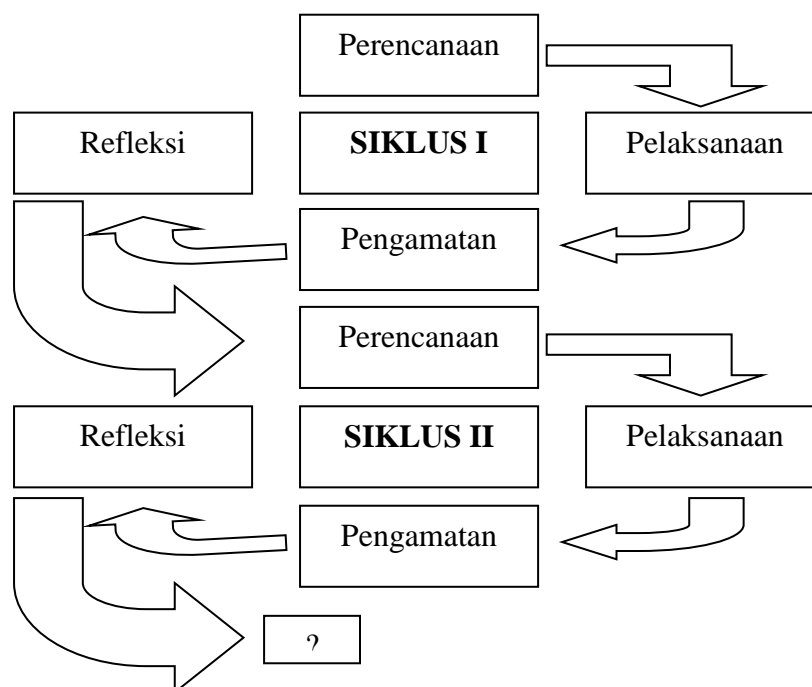 Perencanaan
Refleksi
SIKLUS I
Pelaksanaan
Pengamatan
Perencanaan
Refleksi
SIKLUS II
Pelaksanaan
Pengamatan
?